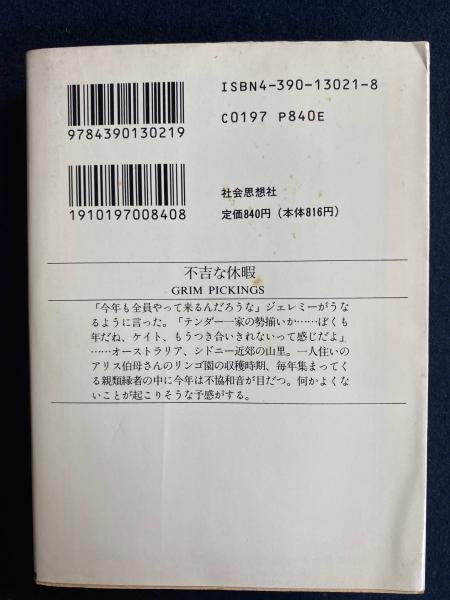 ISBN4-390-13021-8
C0197 P840E
9784390130219
社会思想社
定価840円(本体816円)
1910197008408
不吉な休暇
GRIM PICKINGS
「今年も全員やって来るんだろうな」ジェレミーがうな
るように言った。「テンダー一家の勢揃いか……ぼくも
年だね、ケイト、もうつき合いきれないって感じだよ」
……オーストラリア、シドニー近郊の山里。一人住いの
アリス伯母さんのリンゴ園の収穫時期、毎年集まってく
る親類縁者の中に今年は不協和音が目だつ。何かよくな
いことが起こりそうな予感がする。